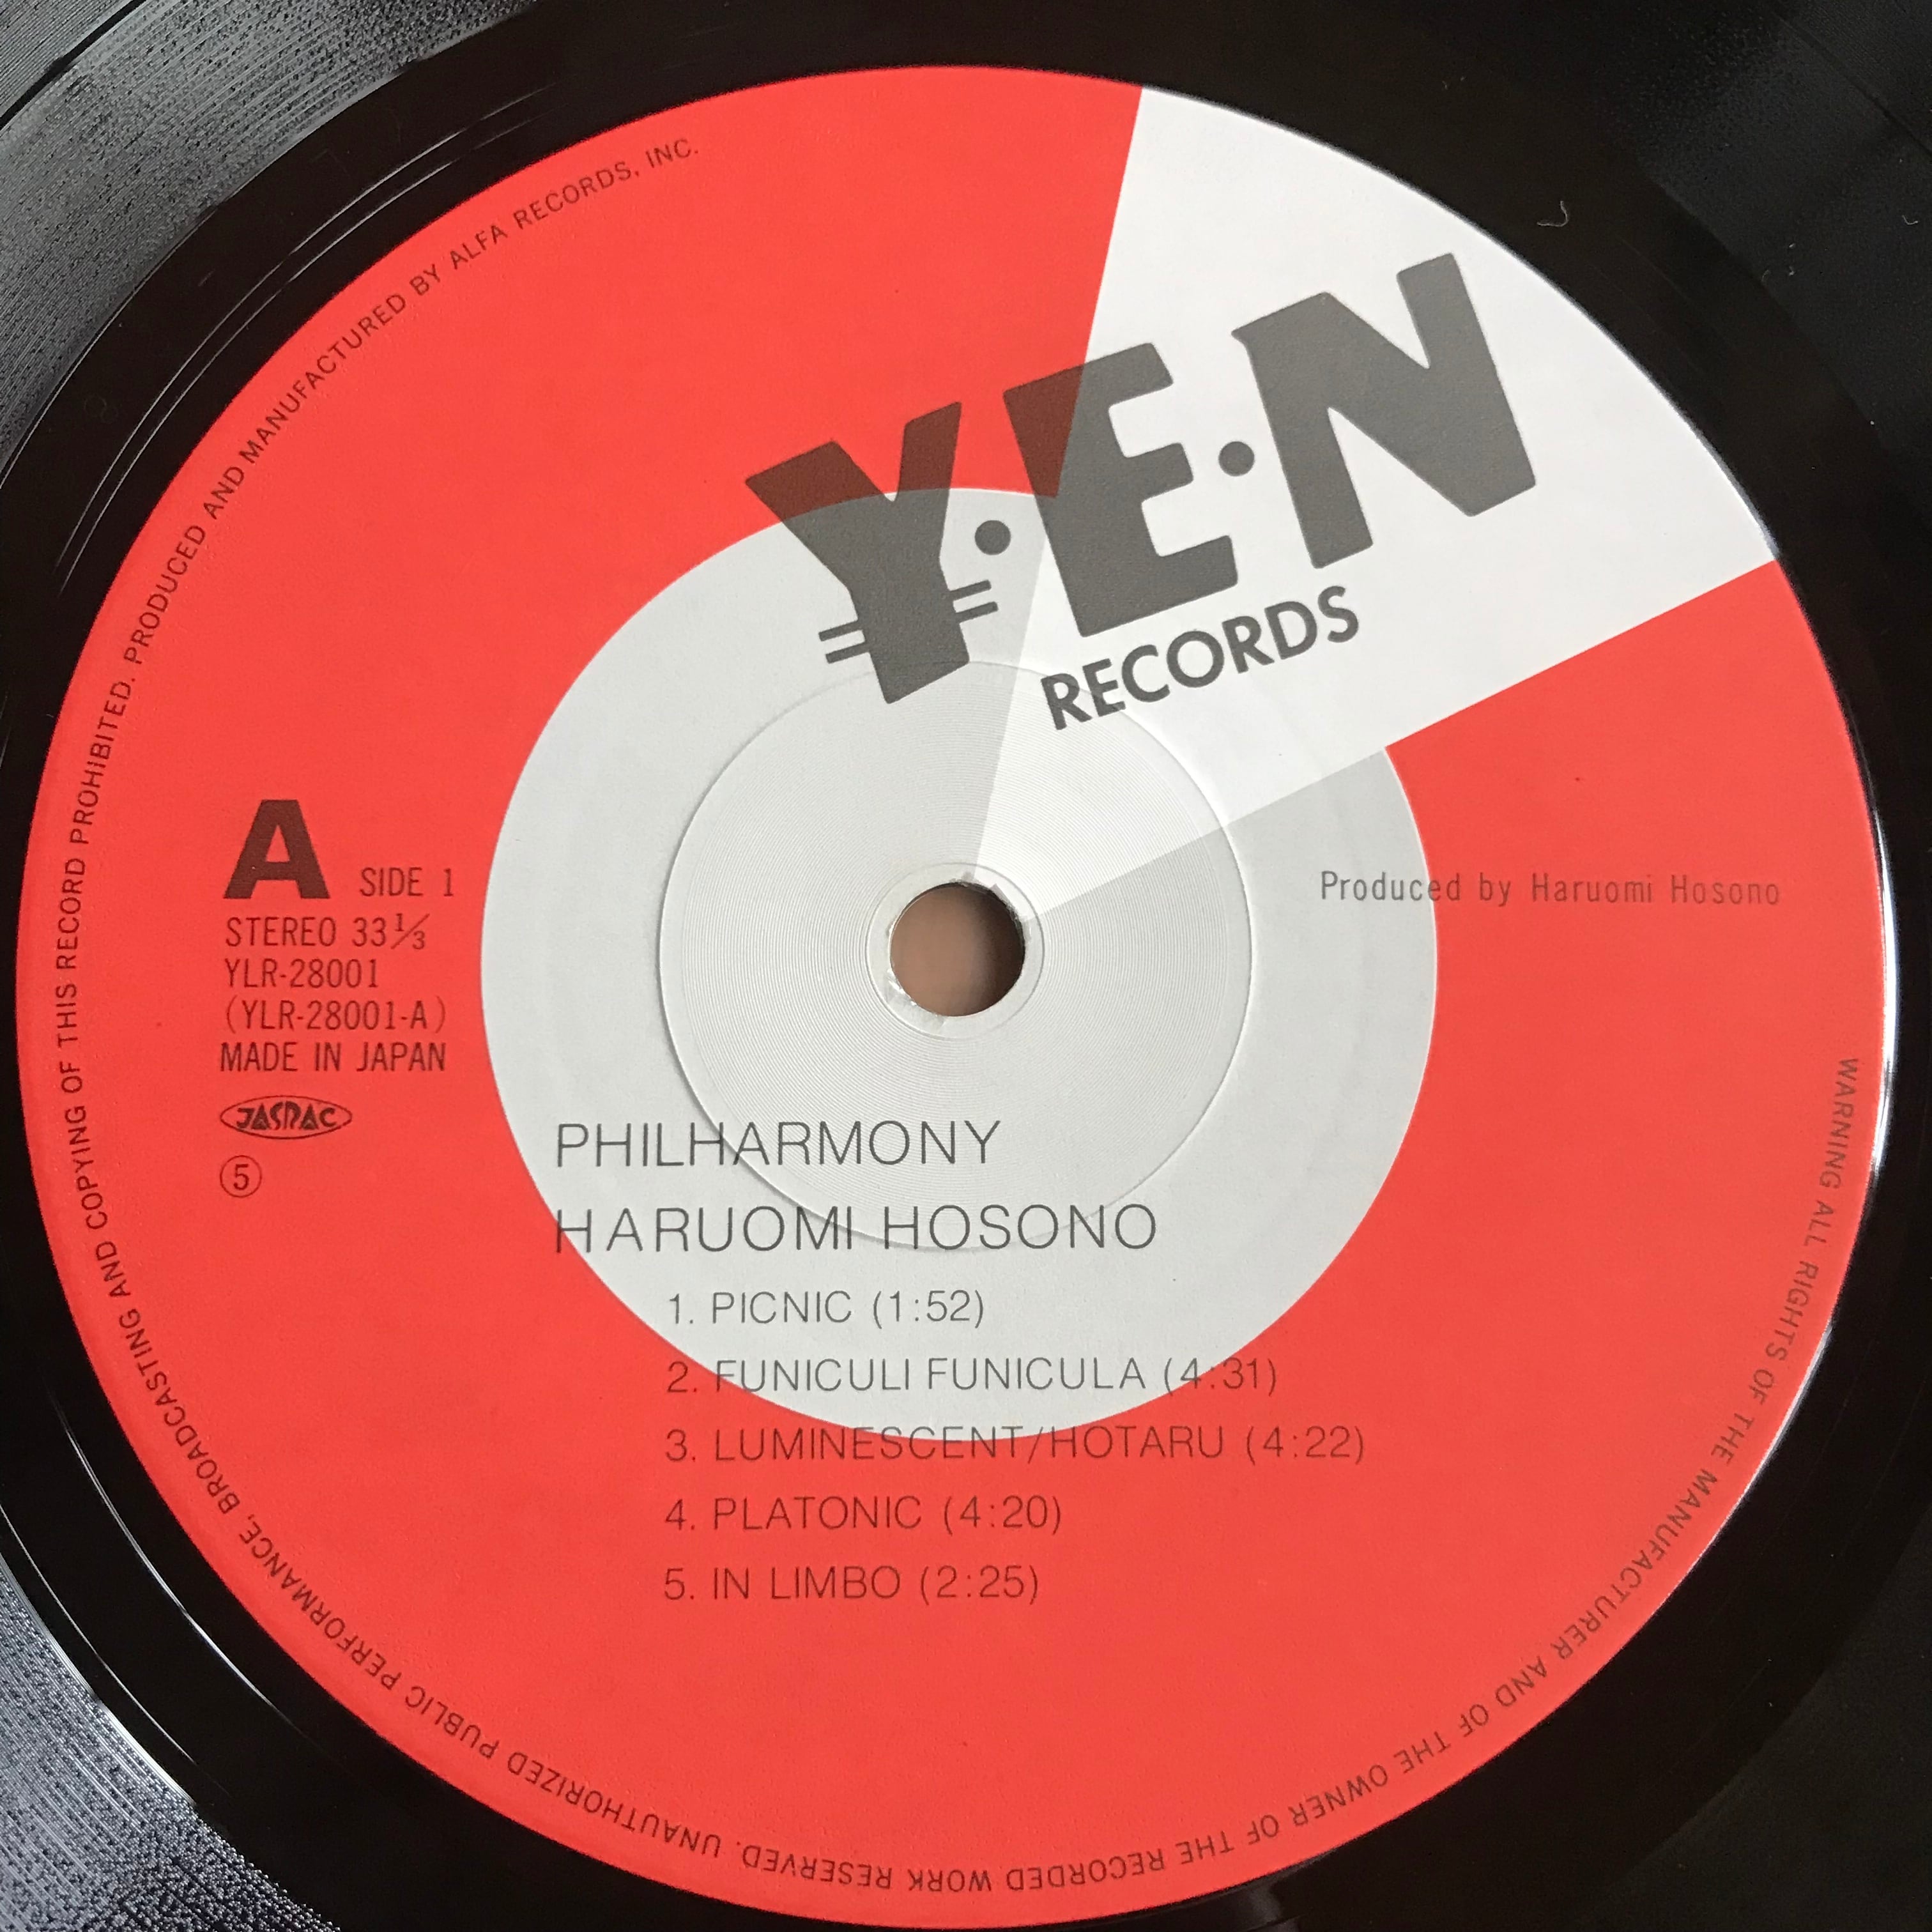 Y·E·N
RECORDS
A SIDE 1
STEREO 33⅓
YLR-28001
(YLR-28001-A)
MADE IN JAPAN
JASRAC
⑤
Produced by Haruomi Hosono
PHILHARMONY
HARUOMI HOSONO
1. PICNIC (1:52)
2. FUNICULI FUNICULA (4:31)
3. LUMINESCENT/HOTARU (4:22)
4. PLATONIC (4:20)
5. IN LIMBO (2:25)
WARNING ALL RIGHTS OF THE MANUFACTURER AND OF THE OWNER OF THE RECORDED WORK RESERVED. UNAUTHORIZED PUBLIC PERFORMANCE, BROADCASTING AND COPYING OF THIS RECORD PROHIBITED. PRODUCED AND MANUFACTURED BY ALFA RECORDS, INC.